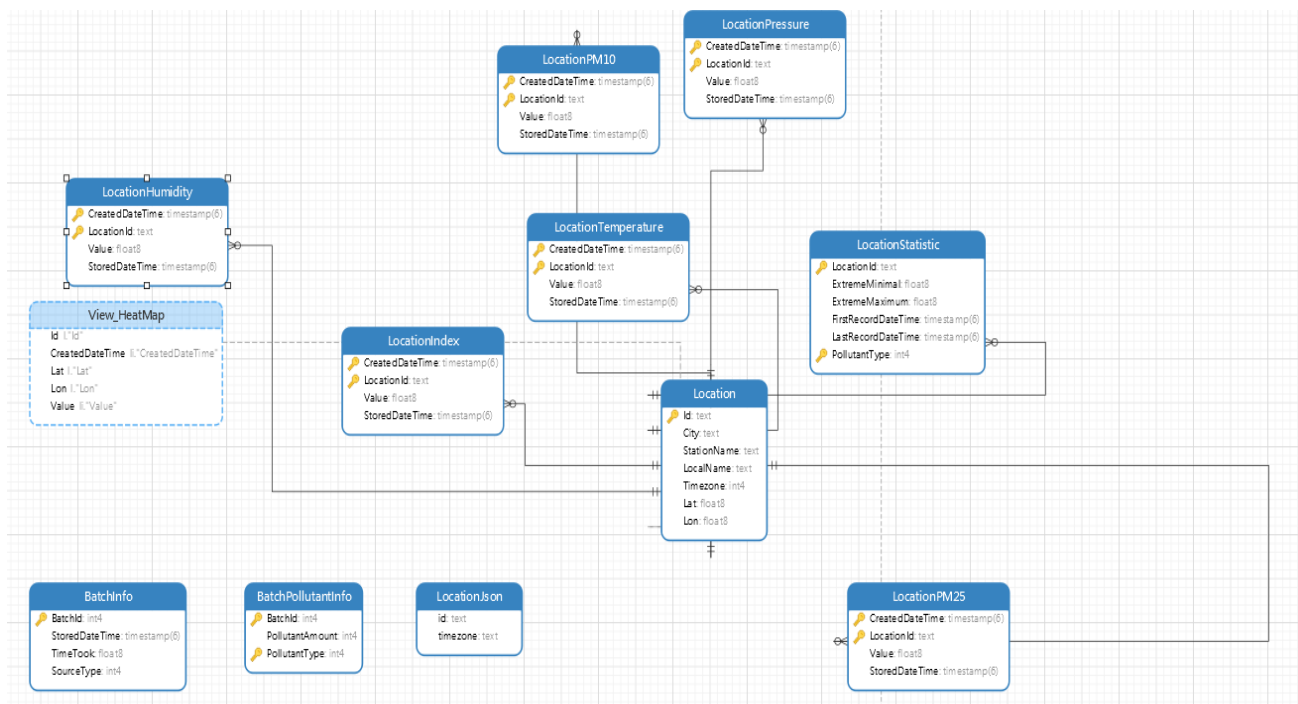 LocationPressure
CreatedDateTime: timestamp(6)
LocationId: text
Value: float8
StoredDateTime: timestamp(6)
LocationPM10
CreatedDateTime: timestamp(6)
LocationId: text
Value: float8
StoredDateTime: timestamp(6)
LocationHumidity
CreatedDateTime: timestamp(6)
LocationId: text
Value: float8
StoredDateTime: timestamp(6)
LocationTemperature
CreatedDateTime: timestamp(6)
LocationId: text
Value: float8
StoredDateTime: timestamp(6)
LocationStatistic
LocationId: text
ExtremeMinimal: float8
ExtremeMaximum: float8
FirstRecordDateTime: timestamp(6)
LastRecordDateTime: timestamp(6)
PollutantType: int4
View_HeatMap
Id l."Id"
CreatedDateTime li."CreatedDateTime"
Lat l."Lat"
Lon l."Lon"
Value li."Value"
LocationIndex
CreatedDateTime: timestamp(6)
LocationId: text
Value: float8
StoredDateTime: timestamp(6)
Location
Id: text
City: text
StationName: text
LocalName: text
Timezone: int4
Lat: float8
Lon: float8
BatchInfo
BatchId: int4
StoredDateTime: timestamp(6)
TimeTook: float8
SourceType: int4
BatchPollutantInfo
BatchId: int4
PollutantAmount: int4
PollutantType: int4
LocationJson
id: text
timezone: text
LocationPM25
CreatedDateTime: timestamp(6)
LocationId: text
Value: float8
StoredDateTime: timestamp(6)